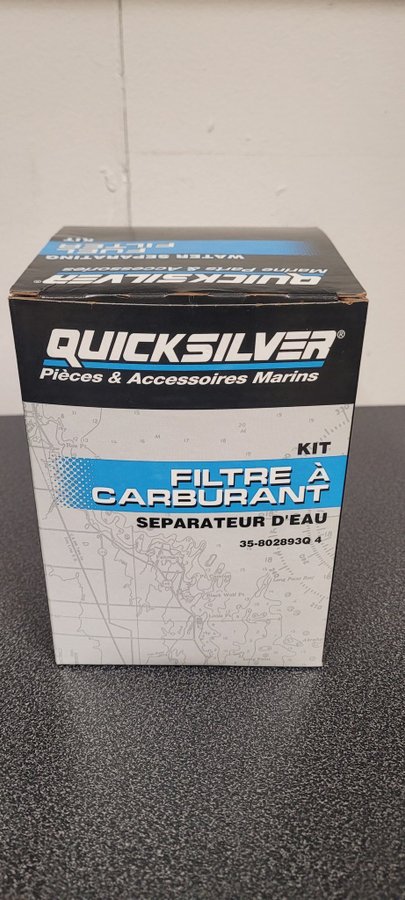 QUICKSILVER
Marine Parts & Accessories
FUEL
FILTER
WATER SEPARATING
KIT
QUICKSILVER®
Pièces & Accessoires Marins
KIT
FILTRE À
CARBURANT
SEPARATEUR D'EAU
35-802893Q 4